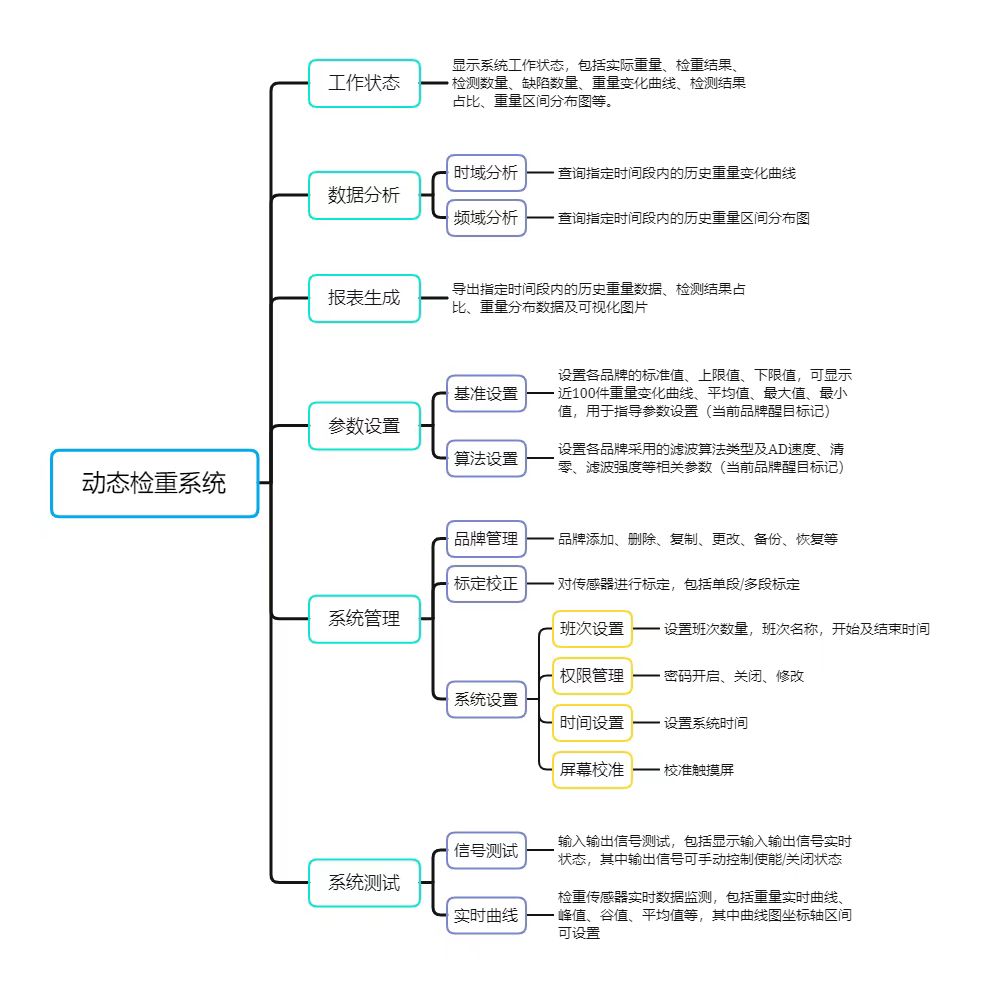 动态检重系统
工作状态
显示系统工作状态，包括实际重量、检重结果、
检测数量、缺陷数量、重量变化曲线、检测结果
占比、重量区间分布图等。
数据分析
时域分析
查询指定时间段内的历史重量变化曲线
频域分析
查询指定时间段内的历史重量区间分布图
报表生成
导出指定时间段内的历史重量数据、检测结果占
比、重量分布数据及可视化图片
参数设置
基准设置
设置各品牌的标准值、上限值、下限值，可显示
近100件重量变化曲线、平均值、最大值、最小
值，用于指导参数设置（当前品牌醒目标记）
算法设置
设置各品牌采用的滤波算法类型及AD速度、清
零、滤波强度等相关参数（当前品牌醒目标记）
系统管理
品牌管理
品牌添加、删除、复制、更改、备份、恢复等
标定校正
对传感器进行标定，包括单段/多段标定
系统设置
班次设置
设置班次数量，班次名称，开始及结束时间
权限管理
密码开启、关闭、修改
时间设置
设置系统时间
屏幕校准
校准触摸屏
系统测试
信号测试
输入输出信号测试，包括显示输入输出信号实时
状态，其中输出信号可手动控制使能/关闭状态
实时曲线
检重传感器实时数据监测，包括重量实时曲线、
峰值、谷值、平均值等，其中曲线图坐标轴区间
可设置